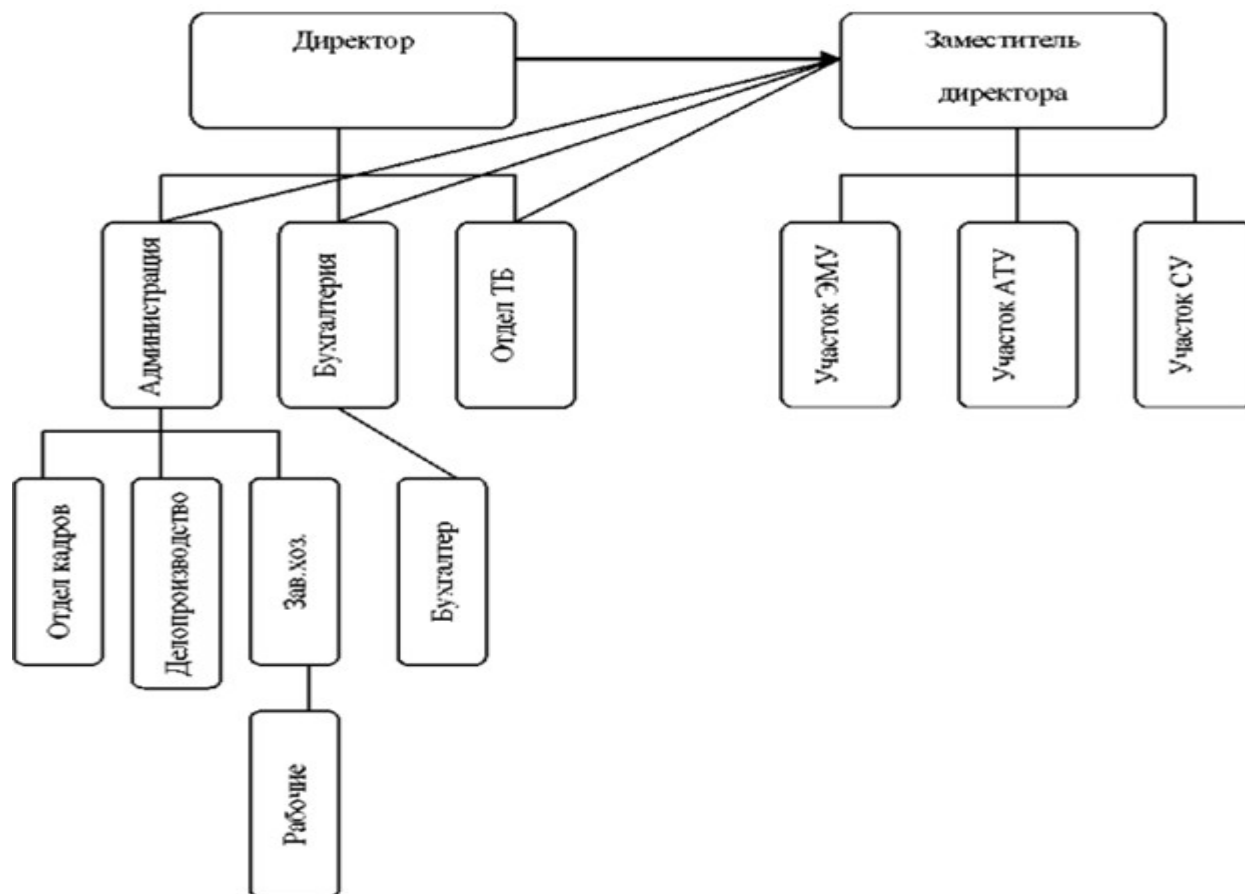 Директор
Заместитель
директора
Администрация
Бухгалтерия
Отдел ТБ
Участок ЭМУ
Участок АТУ
Участок СУ
Отдел кадров
Делопроизводство
Зав.хоз.
Бухгалтер
Рабочие